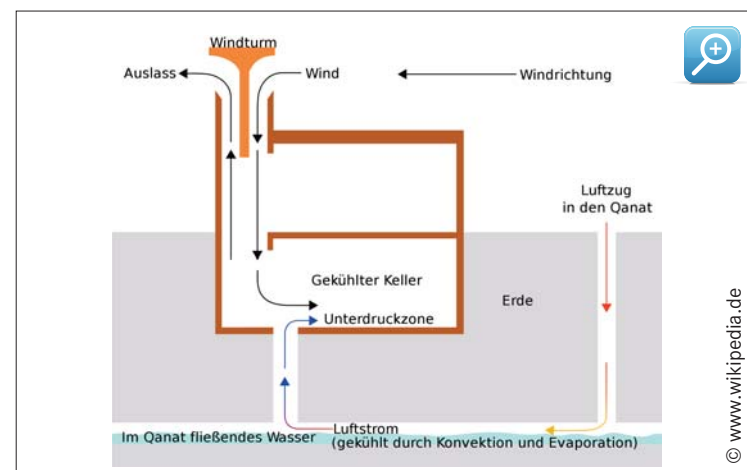 Windturm
Auslass
Wind
Windrichtung
Luftzug
in den Qanat
Gekühlter Keller
Erde
Unterdruckzone
Luftstrom
Im Qanat fließendes Wasser
(gekühlt durch Konvektion und Evaporation)
© www.wikipedia.de